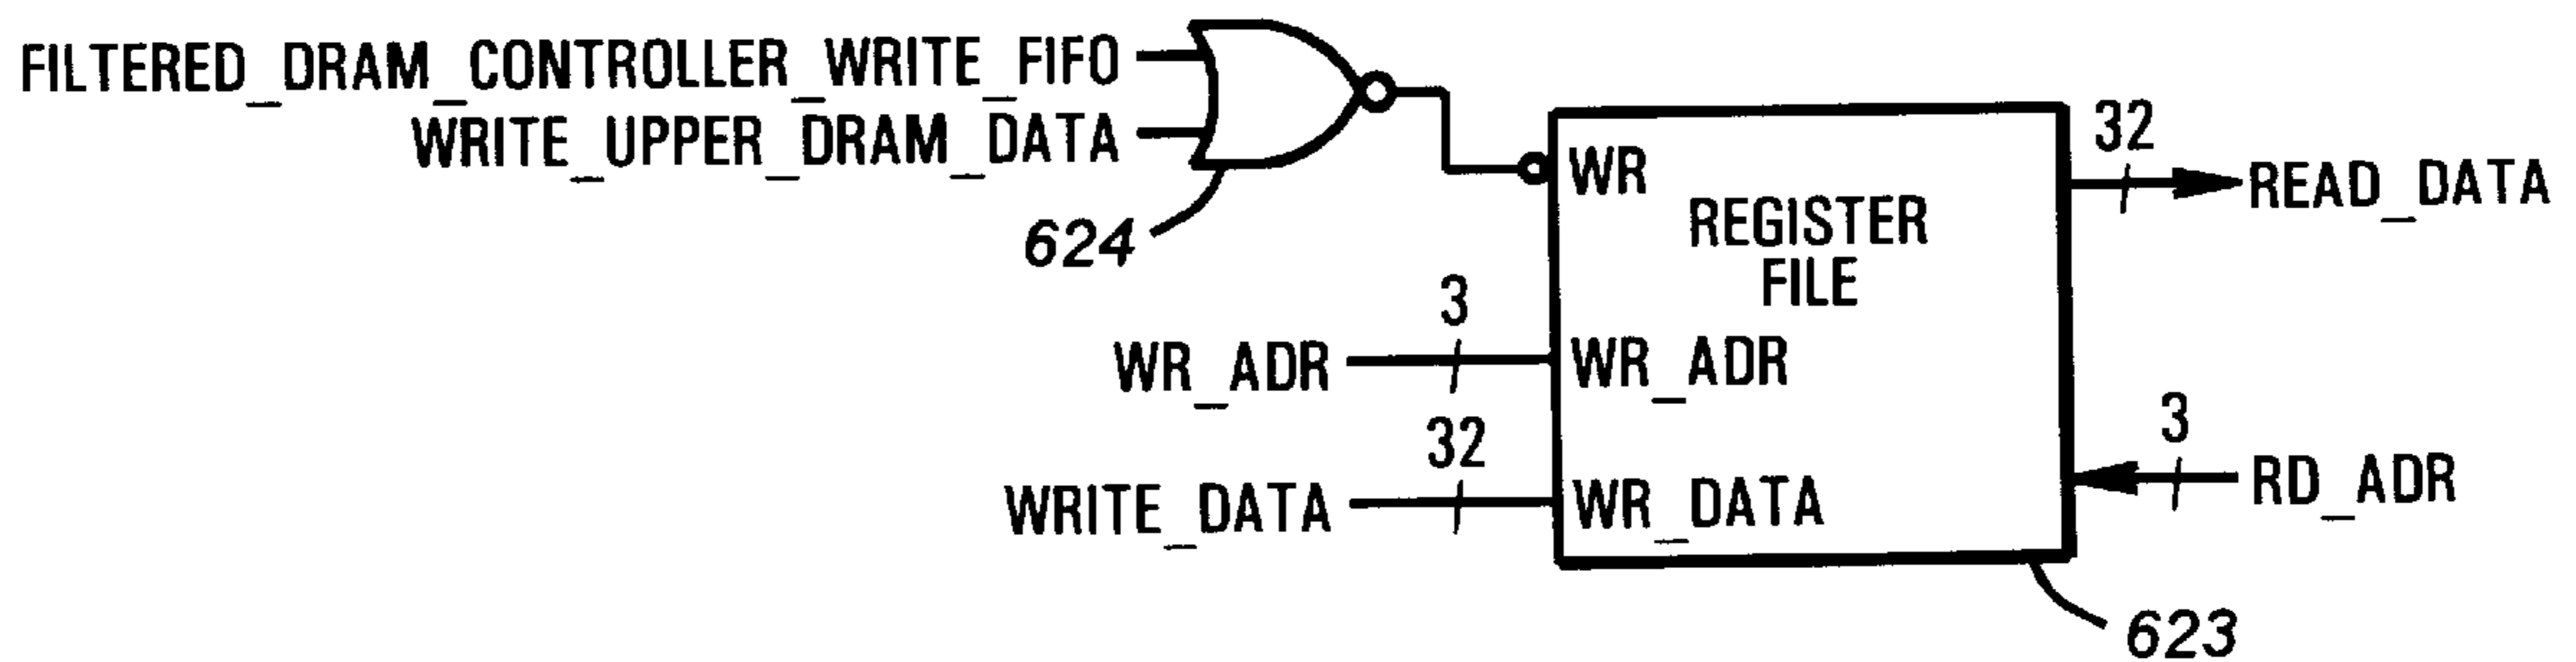 FILTERED_DRAM_CONTROLLER_WRITE_FIFO
WRITE_UPPER_DRAM_DATA
624
WR
REGISTER
FILE
32
READ_DATA
3
WR_ADR
WR_ADR
32
WRITE_DATA
WR_DATA
3
RD_ADR
623